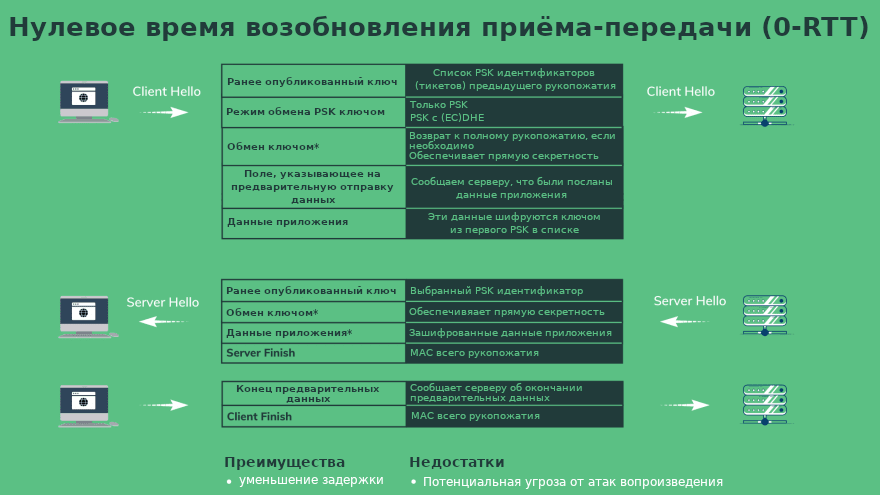 Нулевое время возобновления приёма-передачи (0-RTT)
Client Hello
Ранее опубликованный ключ
Список PSK идентификаторов
(тикетов) предыдущего рукопожатия
Client Hello
Режим обмена PSK ключом
Только PSK
PSK с (EC)DHE
Обмен ключом*
Возврат к полному рукопожатию, если
необходимо
Обеспечивает прямую секретность
Поле, указывающее на
предварительную отправку
данных
Сообщаем серверу, что были посланы
данные приложения
Данные приложения
Эти данные шифруются ключом
из первого PSK в списке
Server Hello
Ранее опубликованный ключ
Выбранный PSK идентификатор
Server Hello
Обмен ключом*
Обеспечивяает прямую секретность
Данные приложения*
Зашифрованные данные приложения
Server Finish
MAC всего рукопожатия
Конец предварительных
данных
Сообщает серверу об окончании
предварительных данных
Client Finish
MAC всего рукопожатия
Преимущества
• уменьшение задержки
Недостатки
• Потенциальная угроза от атак вопроизведения